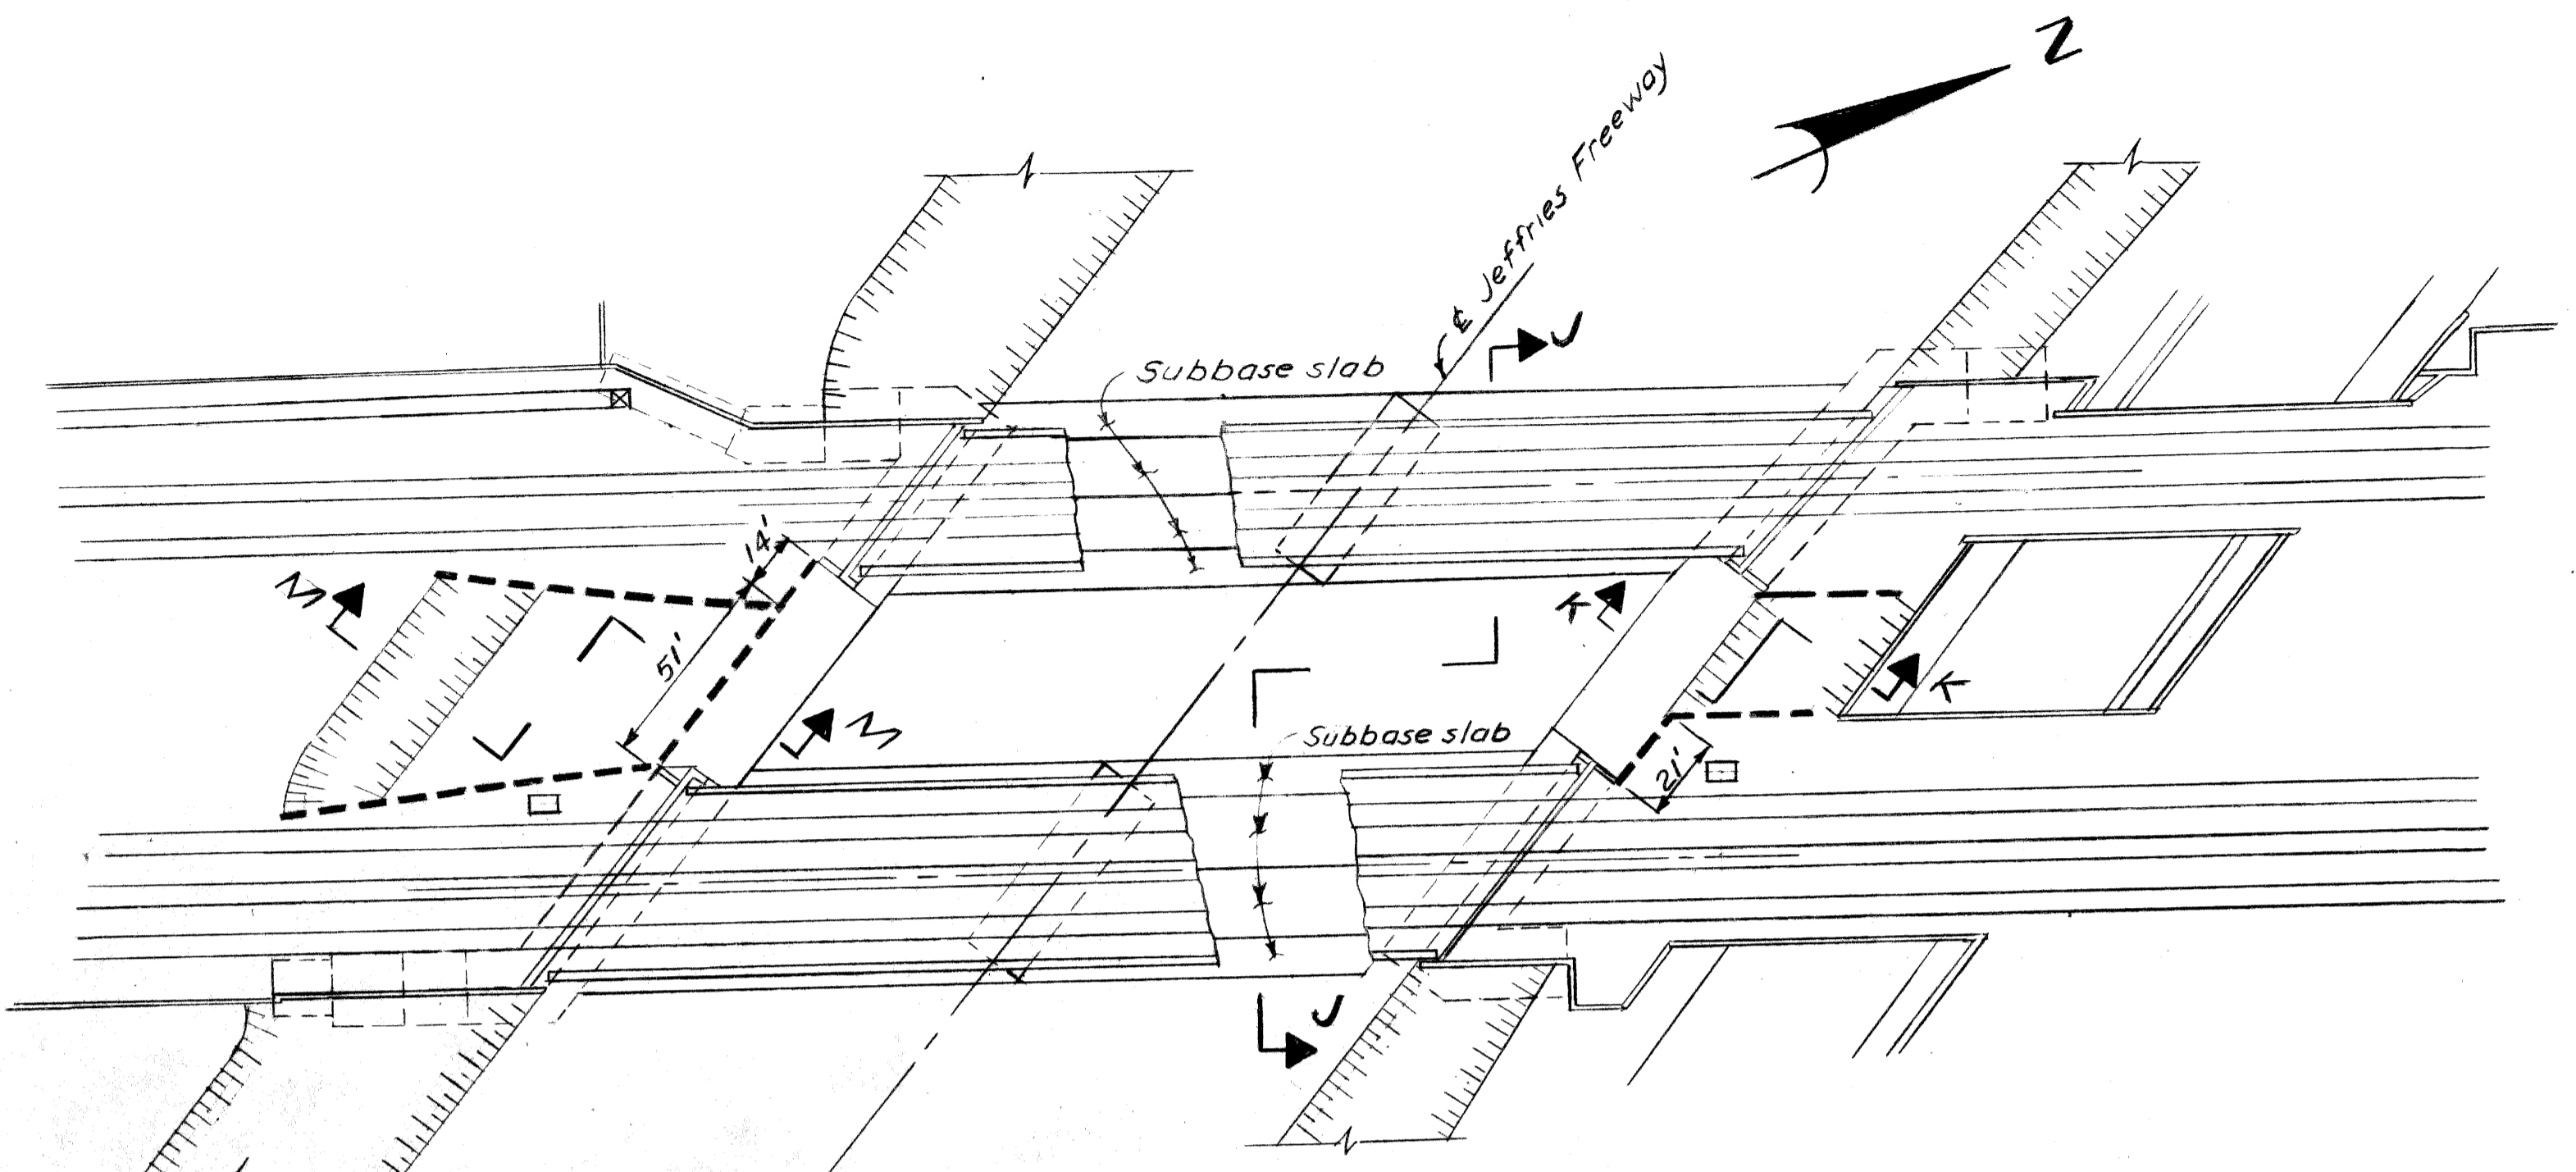 N
℄ Jeffries Freeway
J
Subbase slab
14'
M
51'
K
K
M
Subbase slab
21'
J